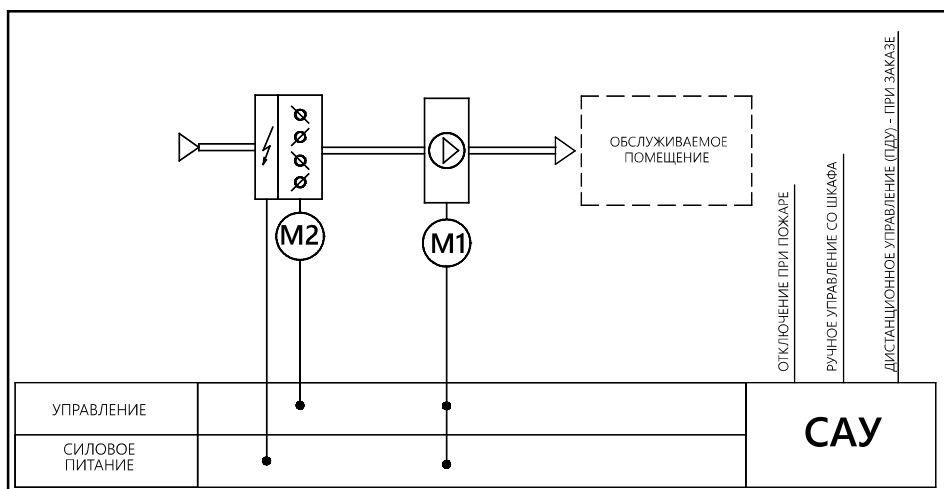 ОБСЛУЖИВАЕМОЕ
ПОМЕЩЕНИЕ
M2
M1
ОТКЛЮЧЕНИЕ ПРИ ПОЖАРЕ
РУЧНОЕ УПРАВЛЕНИЕ СО ШКАФА
ДИСТАНЦИОННОЕ УПРАВЛЕНИЕ (ПДУ) - ПРИ ЗАКАЗЕ
УПРАВЛЕНИЕ
СИЛОВОЕ
ПИТАНИЕ
САУ